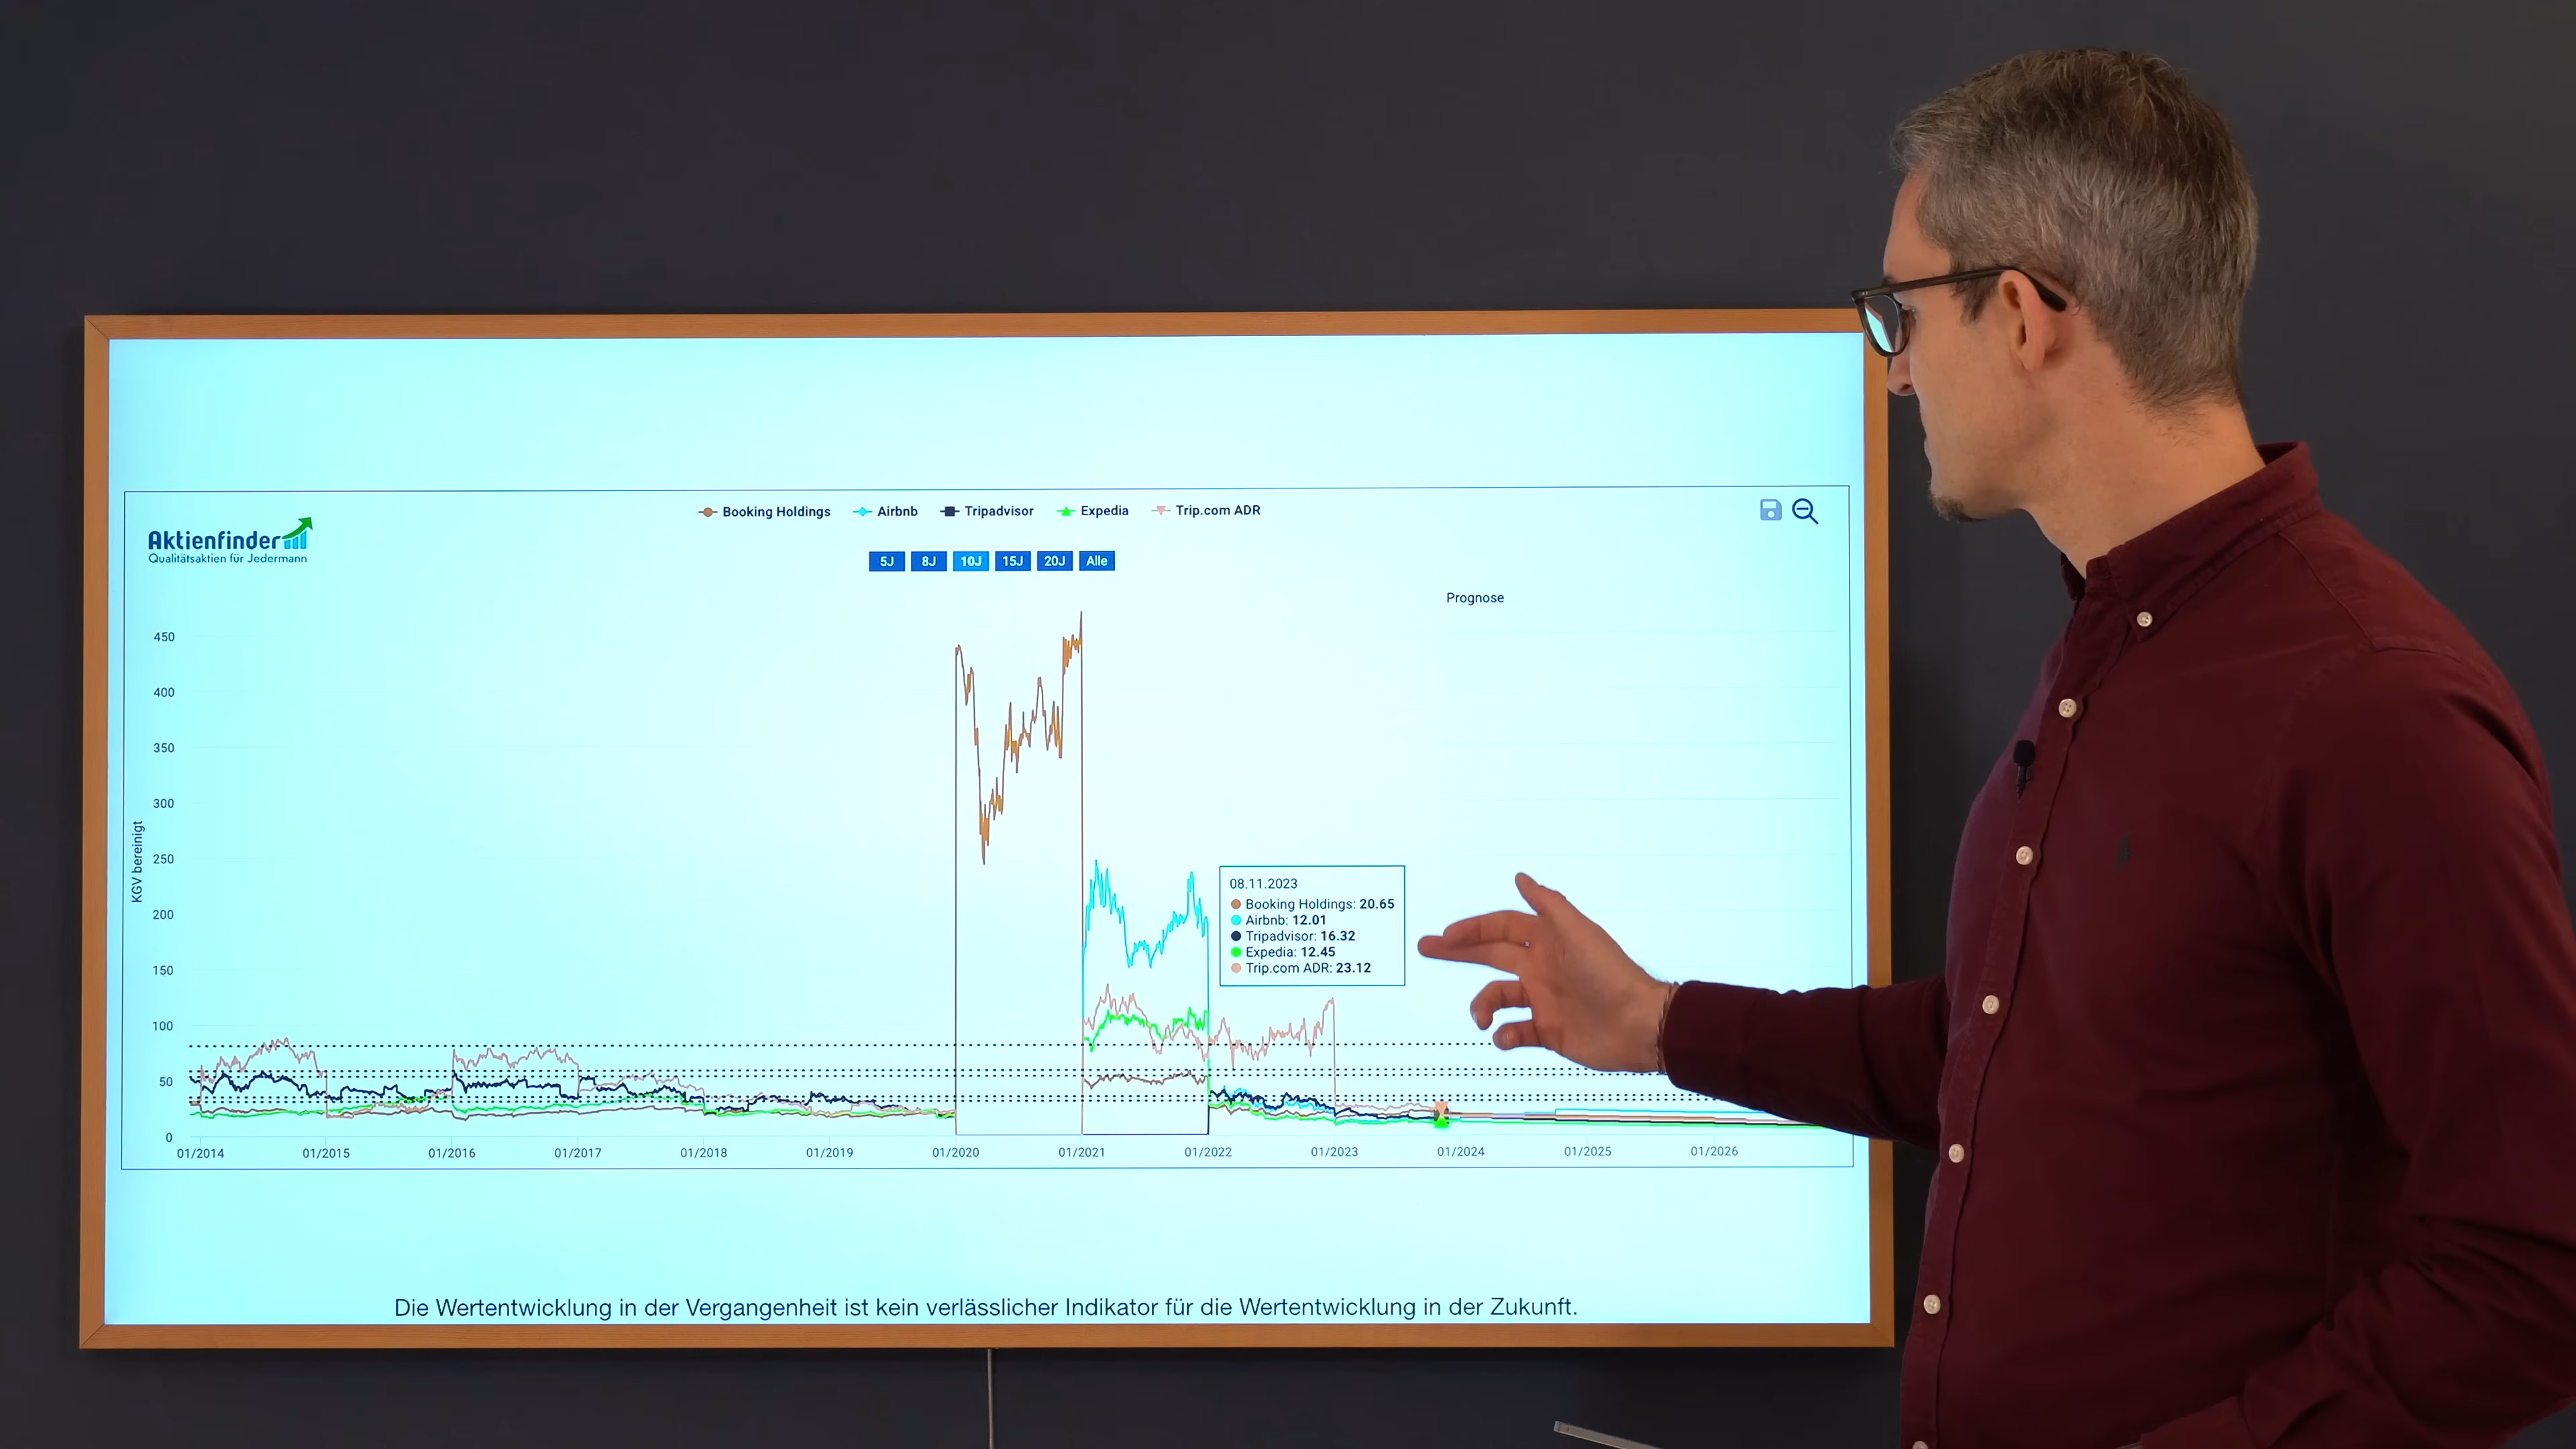 Booking Holdings Airbnb Tripadvisor Expedia Trip.com ADR
Aktienfinder
Qualitätsaktien für Jedermann
5J 8J 10J 15J 20J Alle
Prognose
KGV bereinigt
450
400
350
300
250
200
150
100
50
0
08.11.2023
Booking Holdings: 20.65
Airbnb: 12.01
Tripadvisor: 16.32
Expedia: 12.45
Trip.com ADR: 23.12
01/2014 01/2015 01/2016 01/2017 01/2018 01/2019 01/2020 01/2021 01/2022 01/2023 01/2024 01/2025 01/2026
Die Wertentwicklung in der Vergangenheit ist kein verlässlicher Indikator für die Wertentwicklung in der Zukunft.